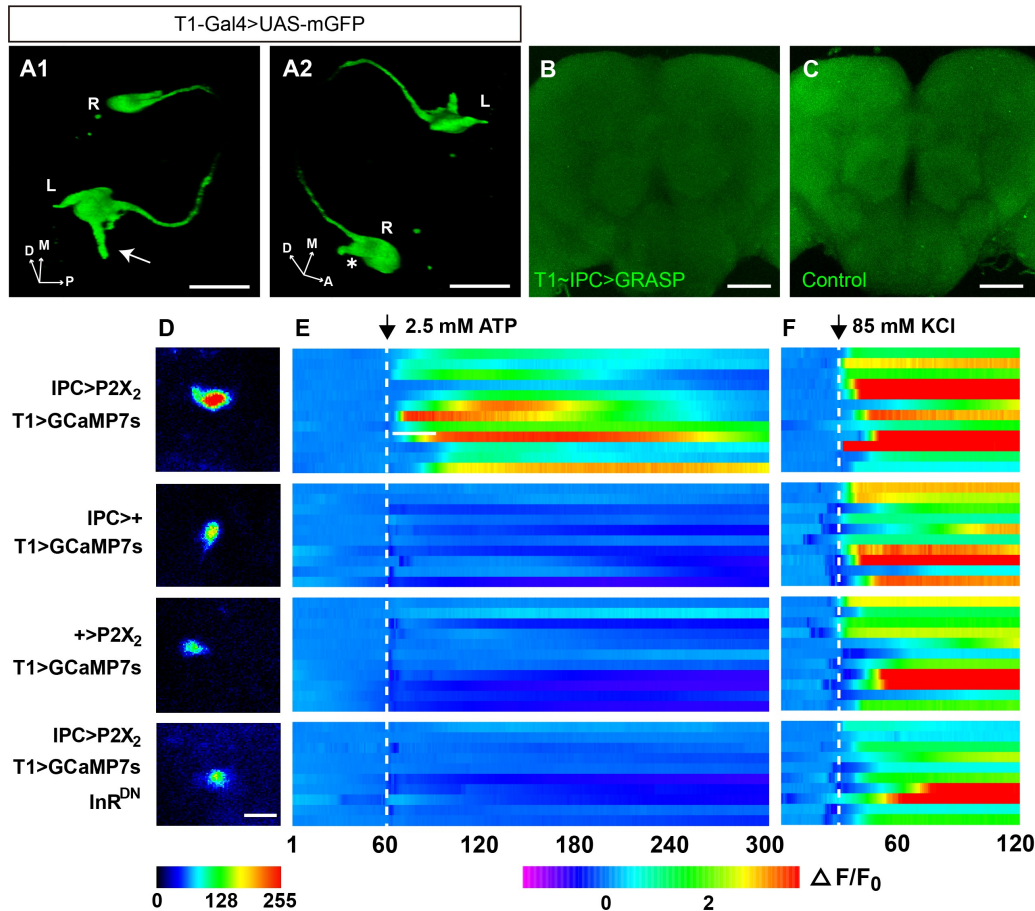 T1-Gal4>UAS-mGFP
A1
R
L
D
M
P
A2
L
R
*
D
M
A
B
T1~IPC>GRASP
C
Control
D
E
2.5 mM ATP
F
85 mM KCl
IPC>P2X₂
T1>GCaMP7s
IPC>+
T1>GCaMP7s
+>P2X₂
T1>GCaMP7s
IPC>P2X₂
T1>GCaMP7s
InR^DN
1 60 120 180 240 300
60 120
0 128 255
0 2
△ F/F₀